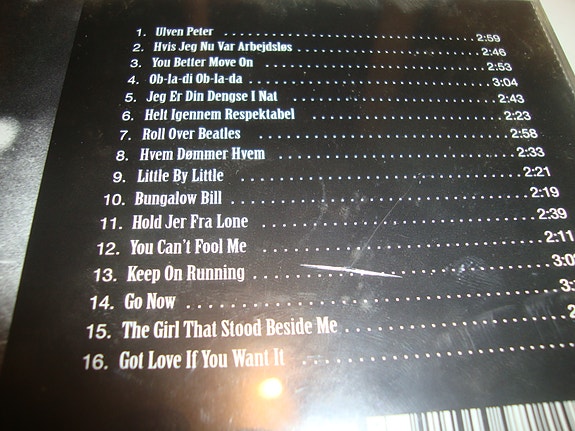 1. Ulven Peter 2:59
2. Hvis Jeg Nu Var Arbejdsløs 2:46
3. You Better Move On 2:53
4. Ob-la-di Ob-la-da 3:04
5. Jeg Er Din Dengse I Nat 2:43
6. Helt Igennem Respektabel 2:23
7. Roll Over Beatles 2:58
8. Hvem Dømmer Hvem 2:33
9. Little By Little 2:21
10. Bungalow Bill 2:19
11. Hold Jer Fra Lone 2:39
12. You Can't Fool Me 2:11
13. Keep On Running
14. Go Now
15. The Girl That Stood Beside Me
16. Got Love If You Want It